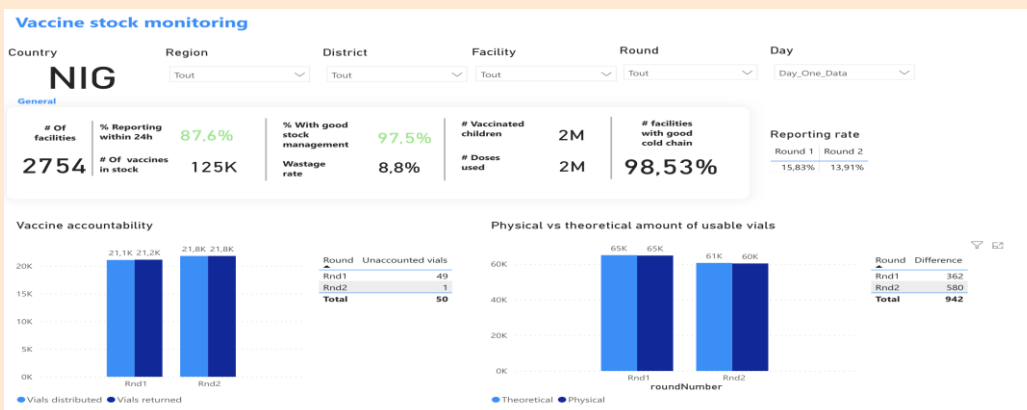 Vaccine stock monitoring
Country Region District Facility Round Day
NIG Tout Tout Tout Tout Day_One_Data
General
# Of facilities
2754
% Reporting within 24h
87,6%
# Of vaccines in stock
125K
% With good stock management
97,5%
Wastage rate
8,8%
# Vaccinated children
2M
# Doses used
2M
# facilities with good cold chain
98,53%
Reporting rate
Round 1 Round 2
15,83% 13,91%
Vaccine accountability
21,1K 21,2K 21,8K 21,8K
20K
15K
10K
5K
0K
Rnd1 Rnd2
Vials distributed Vials returned
Round Unaccounted vials
Rnd1 49
Rnd2 1
Total 50
Physical vs theoretical amount of usable vials
65K 65K 61K 60K
60K
40K
20K
0K
Rnd1 Rnd2
roundNumber
Theoretical Physical
Round Difference
Rnd1 362
Rnd2 580
Total 942